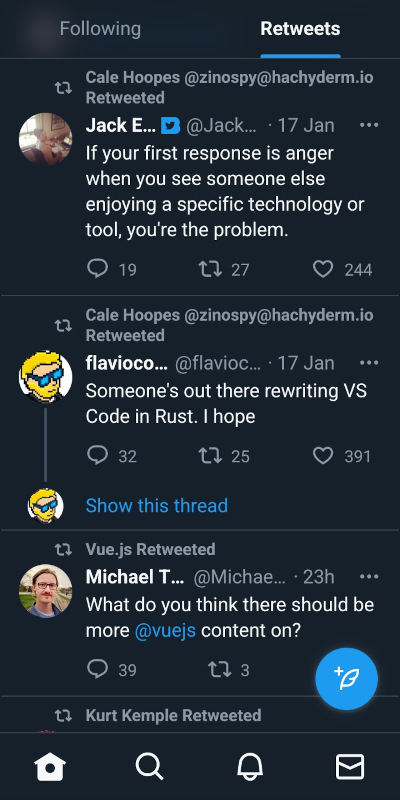 Following
Retweets
Cale Hoopes @zinospy@hachyderm.io
Retweeted
Jack E... @Jack... · 17 Jan
If your first response is anger
when you see someone else
enjoying a specific technology or
tool, you're the problem.
19 27 244
Cale Hoopes @zinospy@hachyderm.io
Retweeted
flavioco... @flavioc... · 17 Jan
Someone's out there rewriting VS
Code in Rust. I hope
32 25 391
Show this thread
Vue.js Retweeted
Michael T... @Michae... · 23h
What do you think there should be
more @vuejs content on?
39 3
Kurt Kemple Retweeted